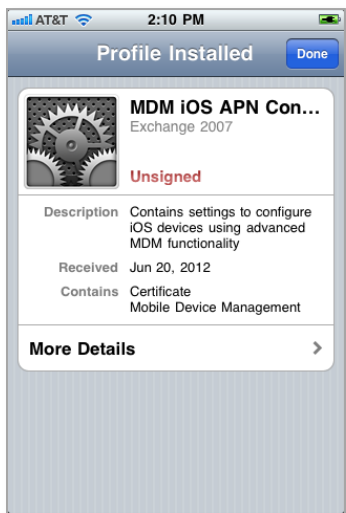 AT&T 2:10 PM
Profile Installed Done
MDM iOS APN Con...
Exchange 2007
Unsigned
Description Contains settings to configure
iOS devices using advanced
MDM functionality
Received Jun 20, 2012
Contains Certificate
Mobile Device Management
More Details